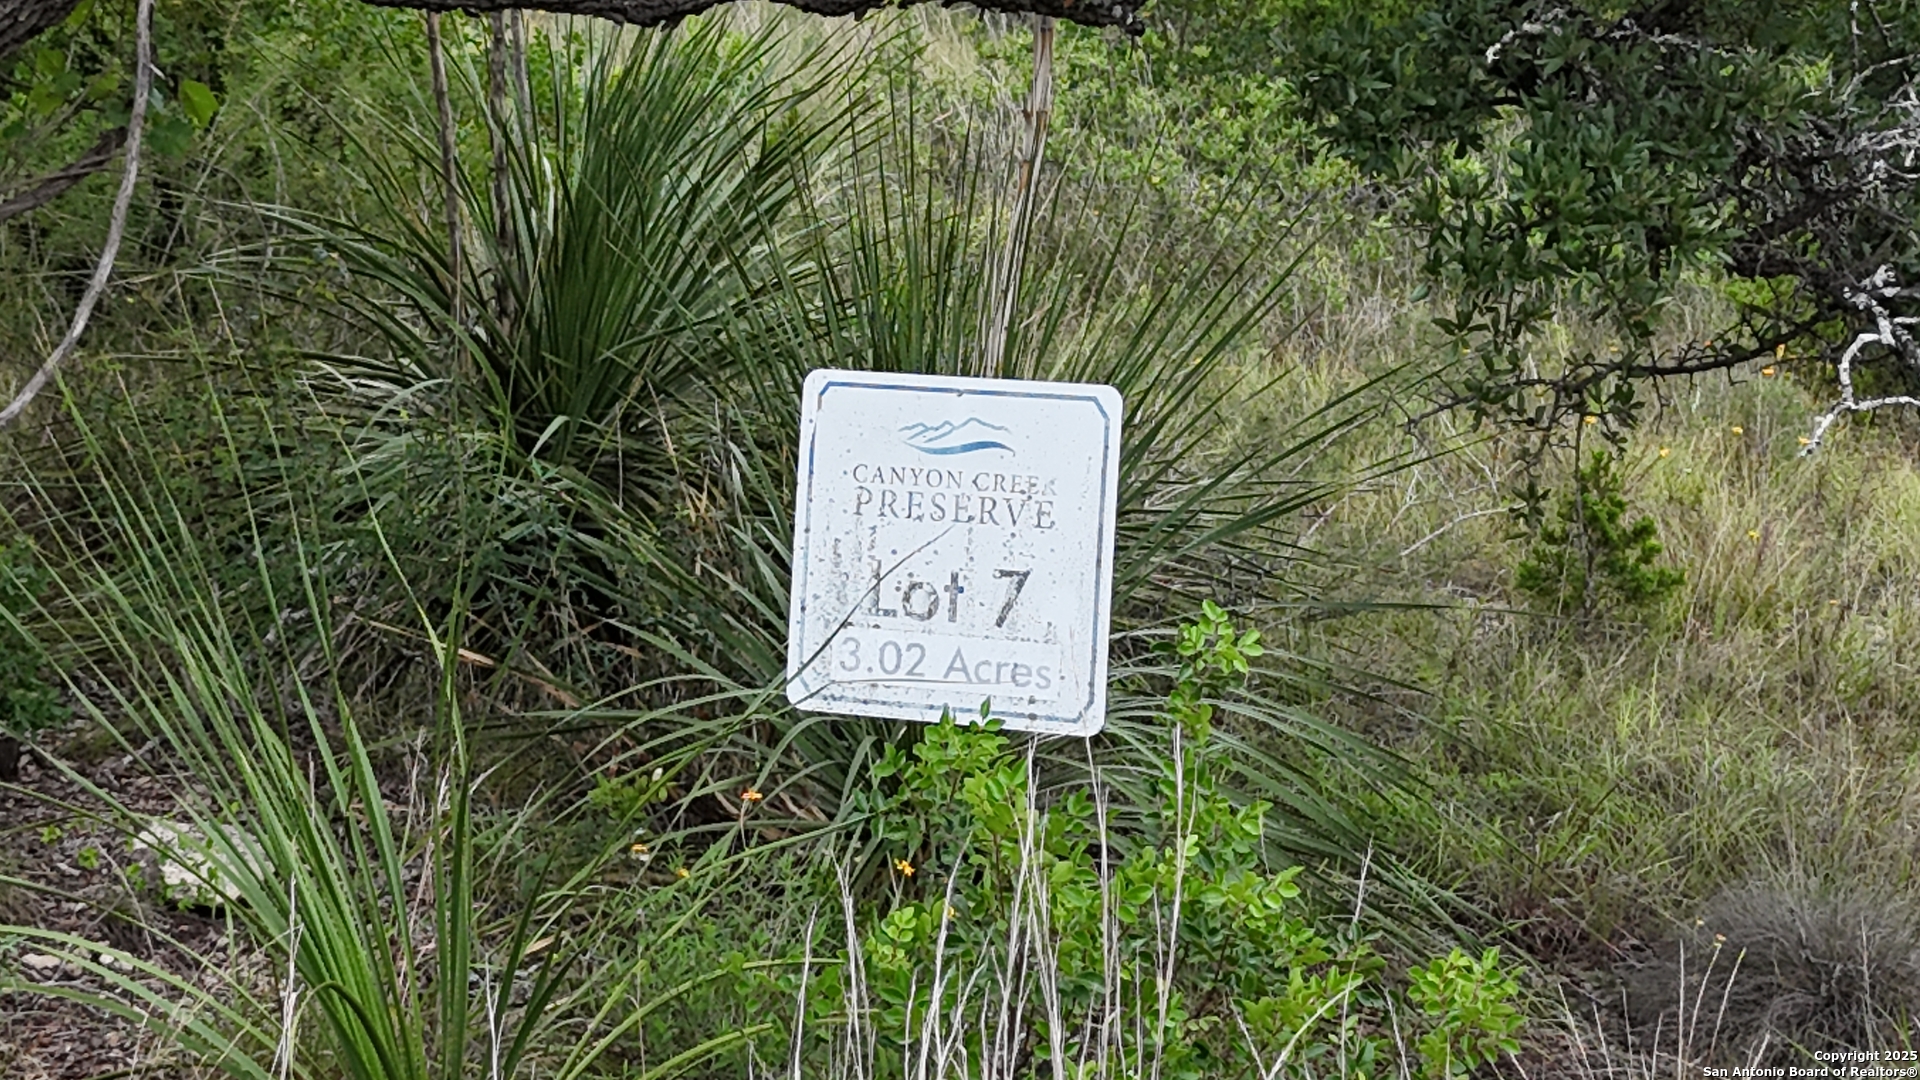 CANYON CREEK
PRESERVE
Lot 7
3.02 Acres
Copyright 2025
San Antonio Board of Realtors®